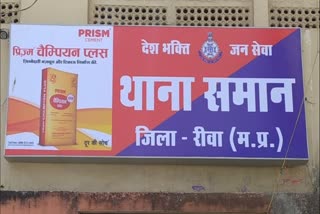 PRISM
CEMENT
प्रिज़्म
चैम्पियन प्लस
दूर की सोच
देश भक्ति जन सेवा
थाना समान
जिला - रीवा (म.प्र.)